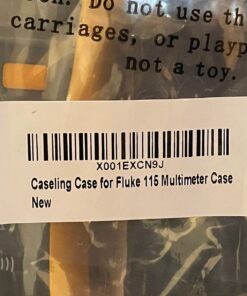 Do not use th
carriages, or playp
not a toy.
X001EXCN9J
Caseling Case for Fluke 115 Multimeter Case
New